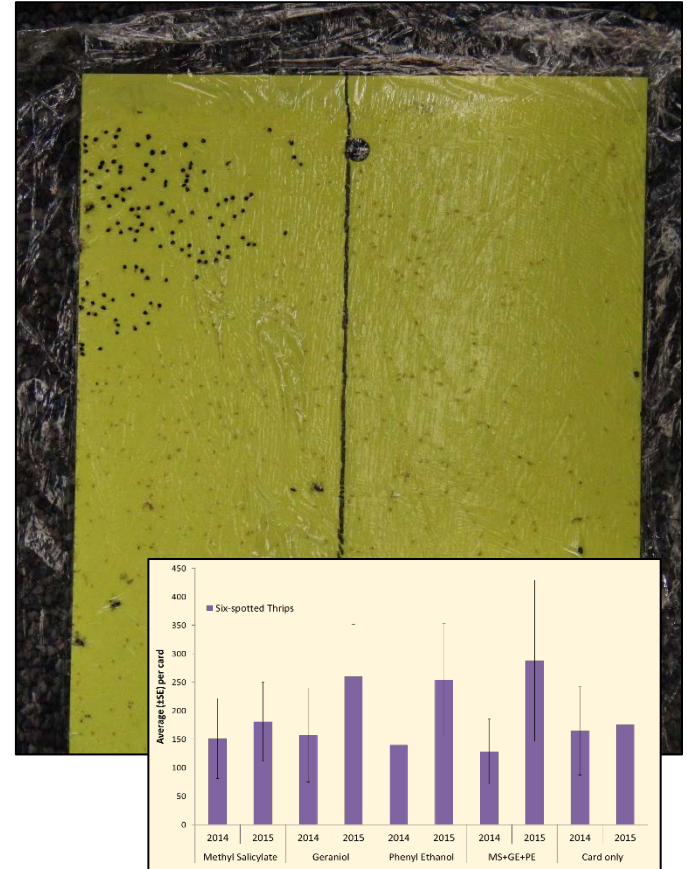 450
400
350
300
250
200
150
100
50
0
Average (±SE) per card
Six-spotted Thrips
2014 2015 2014 2015 2014 2015 2014 2015 2014 2015
Methyl Salicylate Geraniol Phenyl Ethanol MS+GE+PE Card only